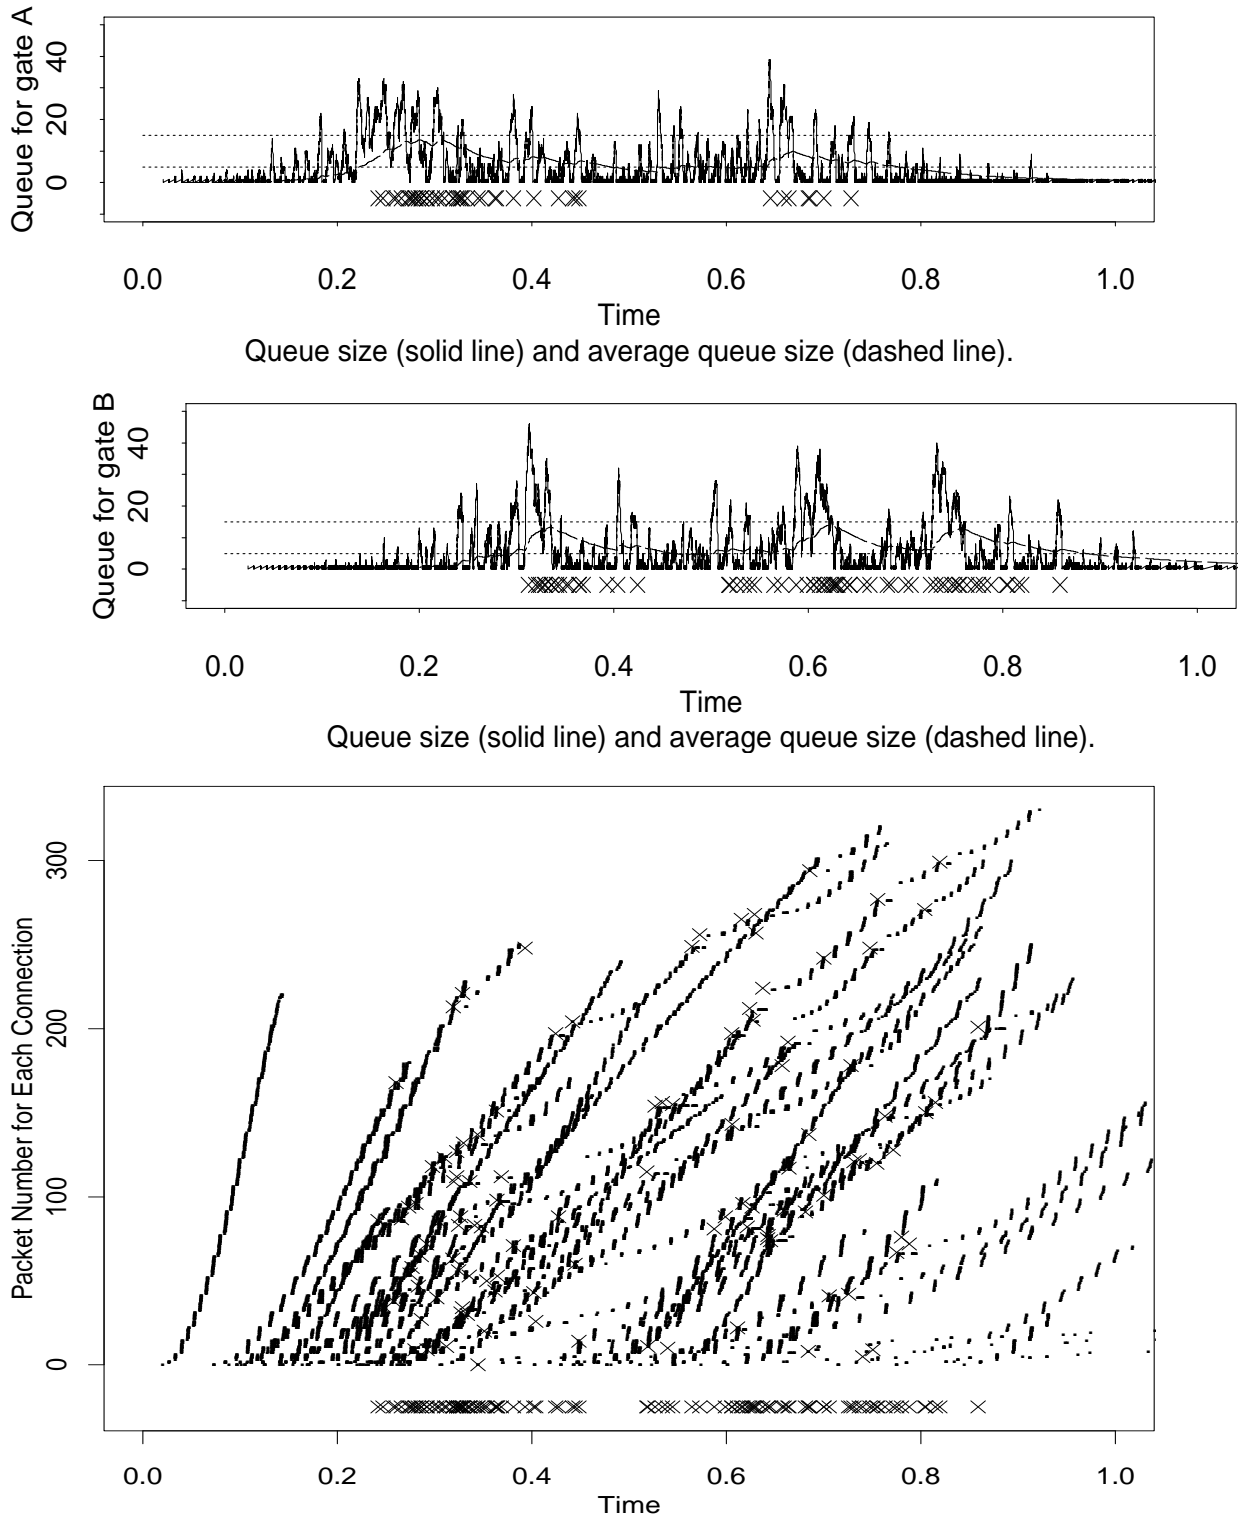 Queue for gate A
40
20
0
0.0 0.2 0.4 0.6 0.8 1.0
Time
Queue size (solid line) and average queue size (dashed line).
Queue for gate B
40
20
0
0.0 0.2 0.4 0.6 0.8 1.0
Time
Queue size (solid line) and average queue size (dashed line).
Packet Number for Each Connection
300
200
100
0
0.0 0.2 0.4 0.6 0.8 1.0
Time